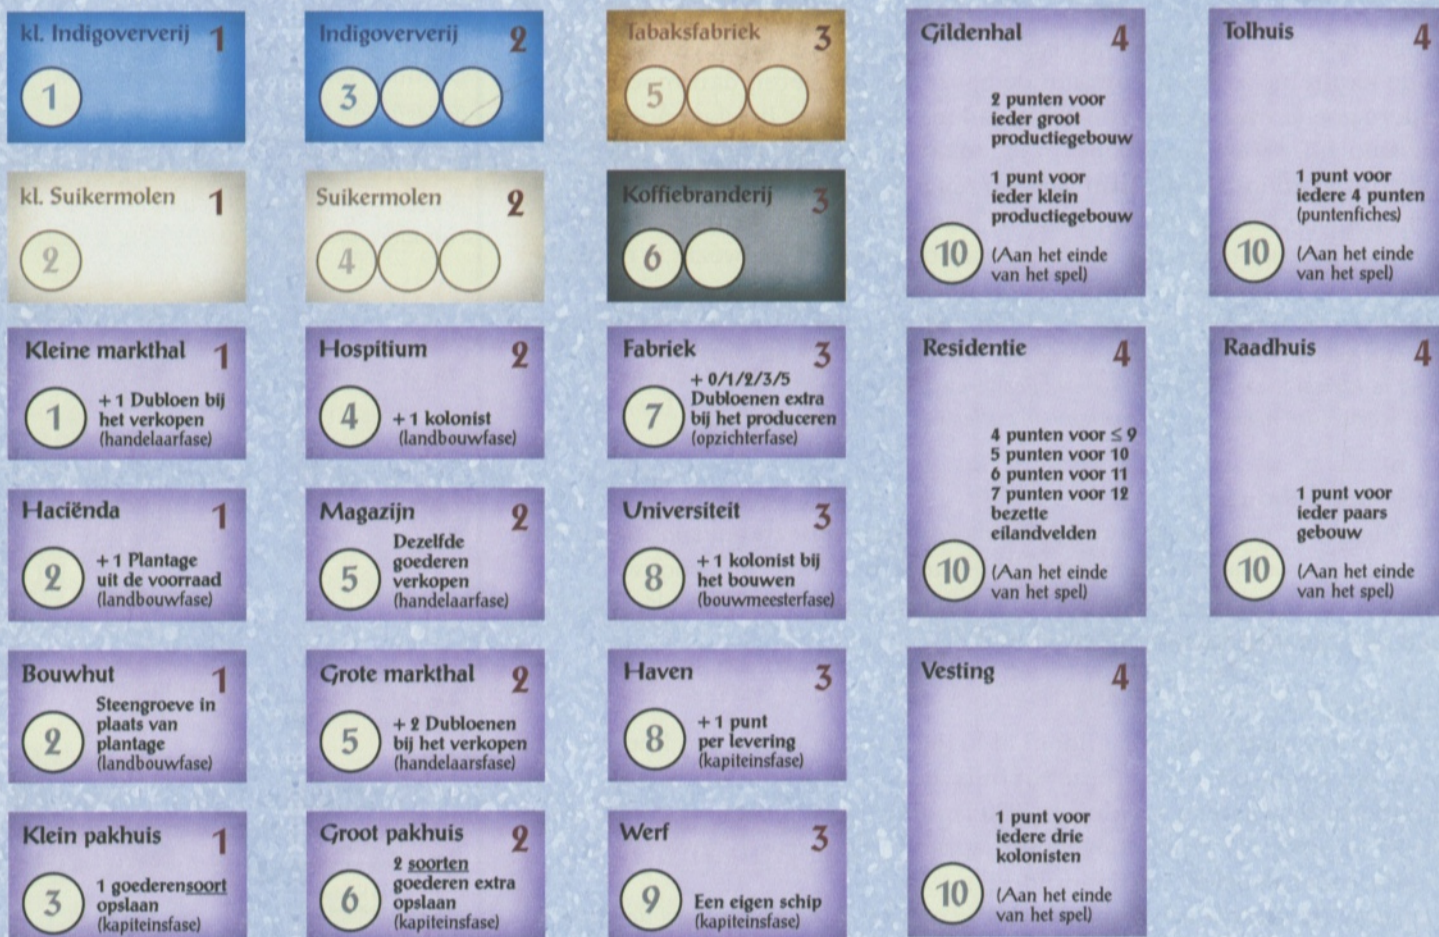 kl. Indigoververij 1
1
Indigoververij 2
3
Tabaksfabriek 3
5
Gildenhal 4
2 punten voor
ieder groot
productiegebouw
1 punt voor
ieder klein
productiegebouw
10
(Aan het einde
van het spel)
Tolhuis 4
1 punt voor
iedere 4 punten
(puntenfiches)
10
(Aan het einde
van het spel)
kl. Suikermolen 1
2
Suikermolen 2
4
Koffiebranderij 3
6
Kleine markthal 1
1
+ 1 Dubloen bij
het verkopen
(handelaarfase)
Hospitium 2
4
+ 1 kolonist
(landbouwfase)
Fabriek 3
7
+ 0/1/2/3/5
Dubloenen extra
bij het produceren
(opzichterfase)
Residentie 4
4 punten voor ≤ 9
5 punten voor 10
6 punten voor 11
7 punten voor 12
bezette
eilandvelden
10
(Aan het einde
van het spel)
Raadhuis 4
1 punt voor
ieder paars
gebouw
10
(Aan het einde
van het spel)
Haciënda 1
2
+ 1 Plantage
uit de voorraad
(landbouwfase)
Magazijn 2
5
Dezelfde
goederen
verkopen
(handelaarfase)
Universiteit 3
8
+ 1 kolonist bij
het bouwen
(bouwmeesterfase)
Bouwhut 1
2
Steengroeve in
plaats van
plantage
(landbouwfase)
Grote markthal 2
5
+ 2 Dubloenen
bij het verkopen
(handelaarsfase)
Haven 3
8
+ 1 punt
per levering
(kapiteinsfase)
Vesting 4
1 punt voor
iedere drie
kolonisten
10
(Aan het einde
van het spel)
Klein pakhuis 1
3
1 goederensoort
opslaan
(kapiteinsfase)
Groot pakhuis 2
6
2 soorten
goederen extra
opslaan
(kapiteinsfase)
Werf 3
9
Een eigen schip
(kapiteinsfase)